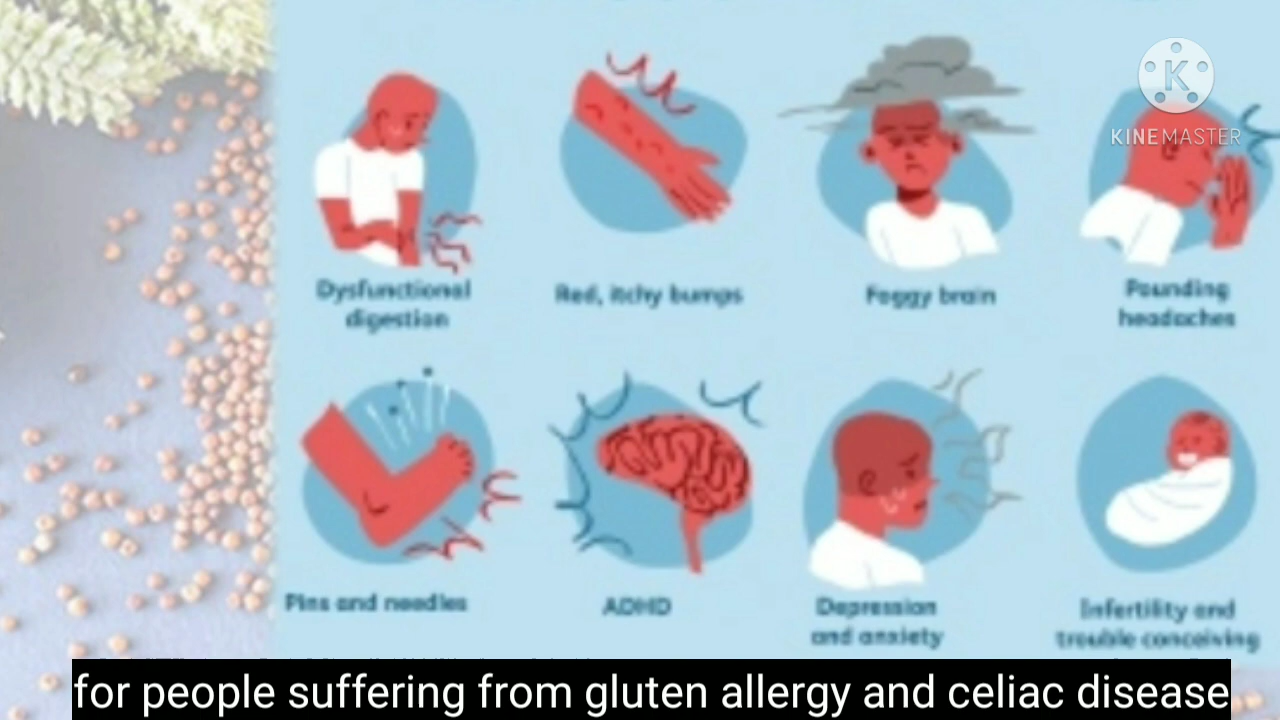 KINEMASTER
Dysfunctional
digestion
Red, itchy bumps
Foggy brain
Pounding
headaches
Pins and needles
ADHD
Depression
and anxiety
Infertility and
trouble conceiving
for people suffering from gluten allergy and celiac disease